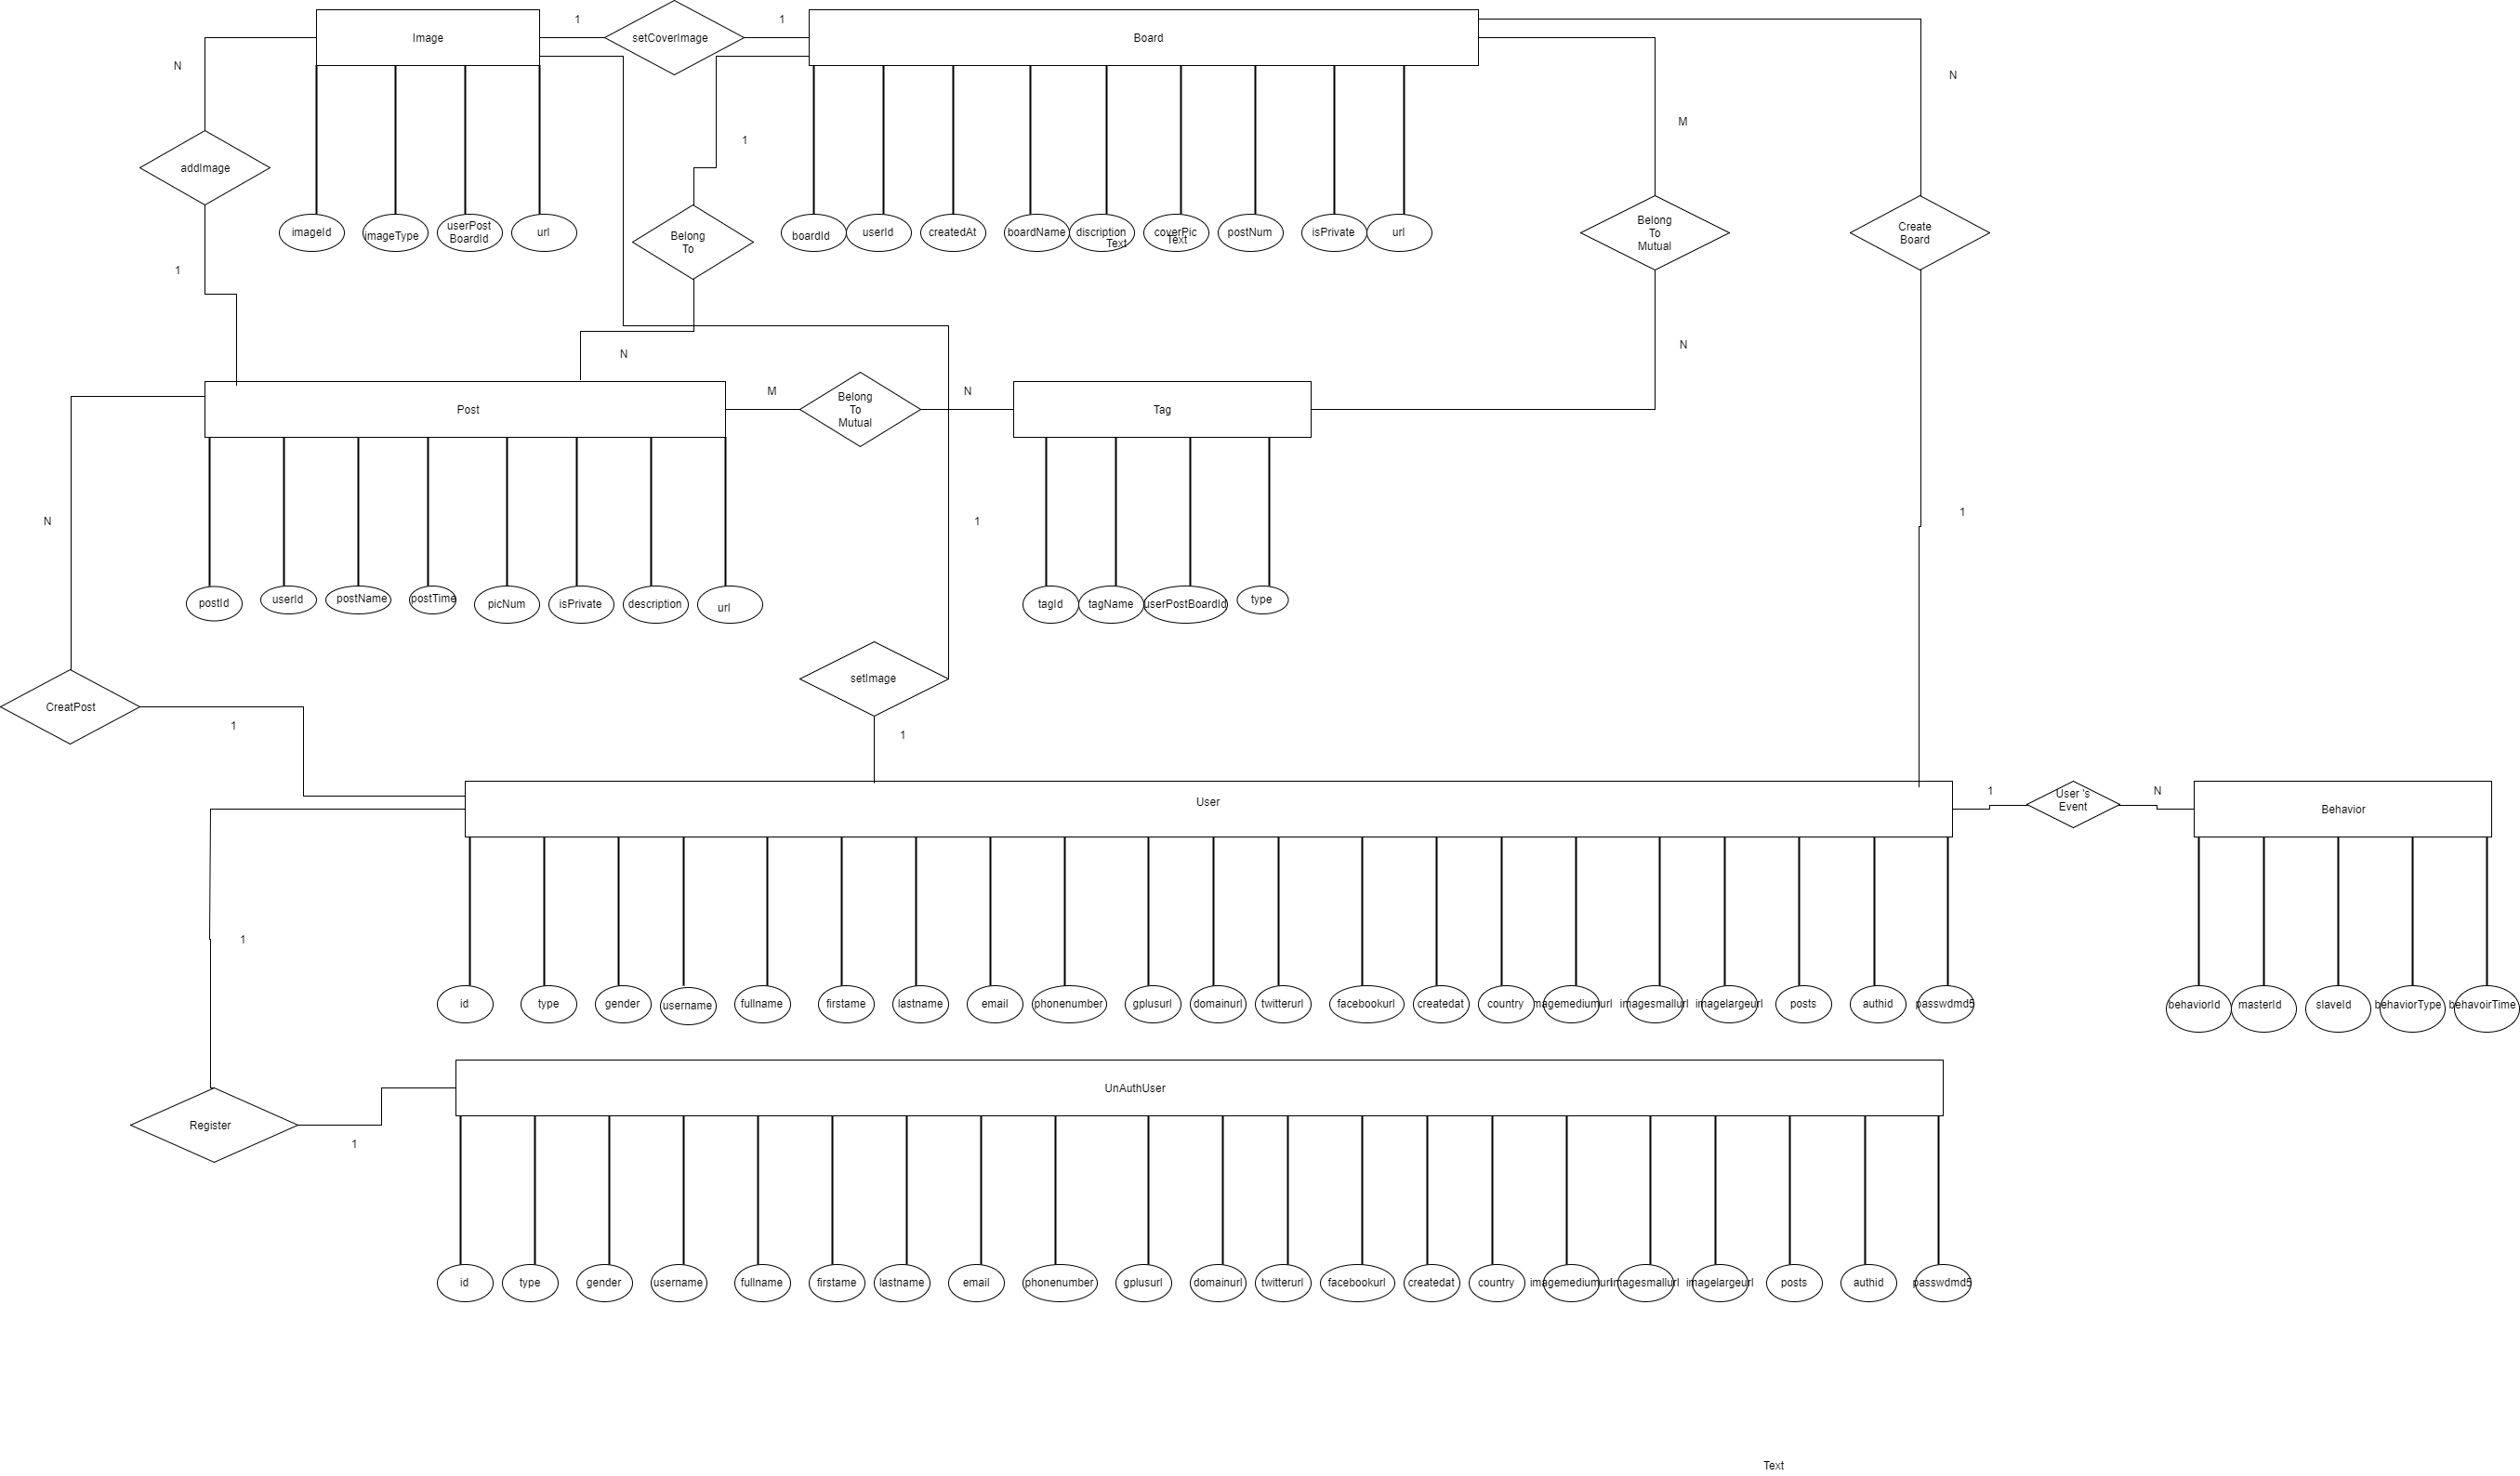 1
1
Image
setCoverImage
Board
N
N
M
1
addImage
imageId
imageType
userPost
BoardId
url
Belong
To
boardId
userId
createdAt
boardName
discription
Text
coverPic
Text
postNum
isPrivate
url
Belong
To
Mutual
Create
Board
1
N
N
Post
M
Belong
To
Mutual
N
Tag
N
1
1
postId
userId
postName
postTime
picNum
isPrivate
description
url
tagId
tagName
userPostBoardId
type
setImage
CreatPost
1
1
User
1
User 's
Event
N
Behavior
1
id
type
gender
username
fullname
firstame
lastname
email
phonenumber
gplusurl
domainurl
twitterurl
facebookurl
createdat
country
imagemediumurl
imagesmallurl
imagelargeurl
posts
authid
passwdmd5
behaviorId
masterId
slaveId
behaviorType
behavoirTime
UnAuthUser
Register
1
id
type
gender
username
fullname
firstame
lastname
email
phonenumber
gplusurl
domainurl
twitterurl
facebookurl
createdat
country
imagemediumurl
imagesmallurl
imagelargeurl
posts
authid
passwdmd5
Text